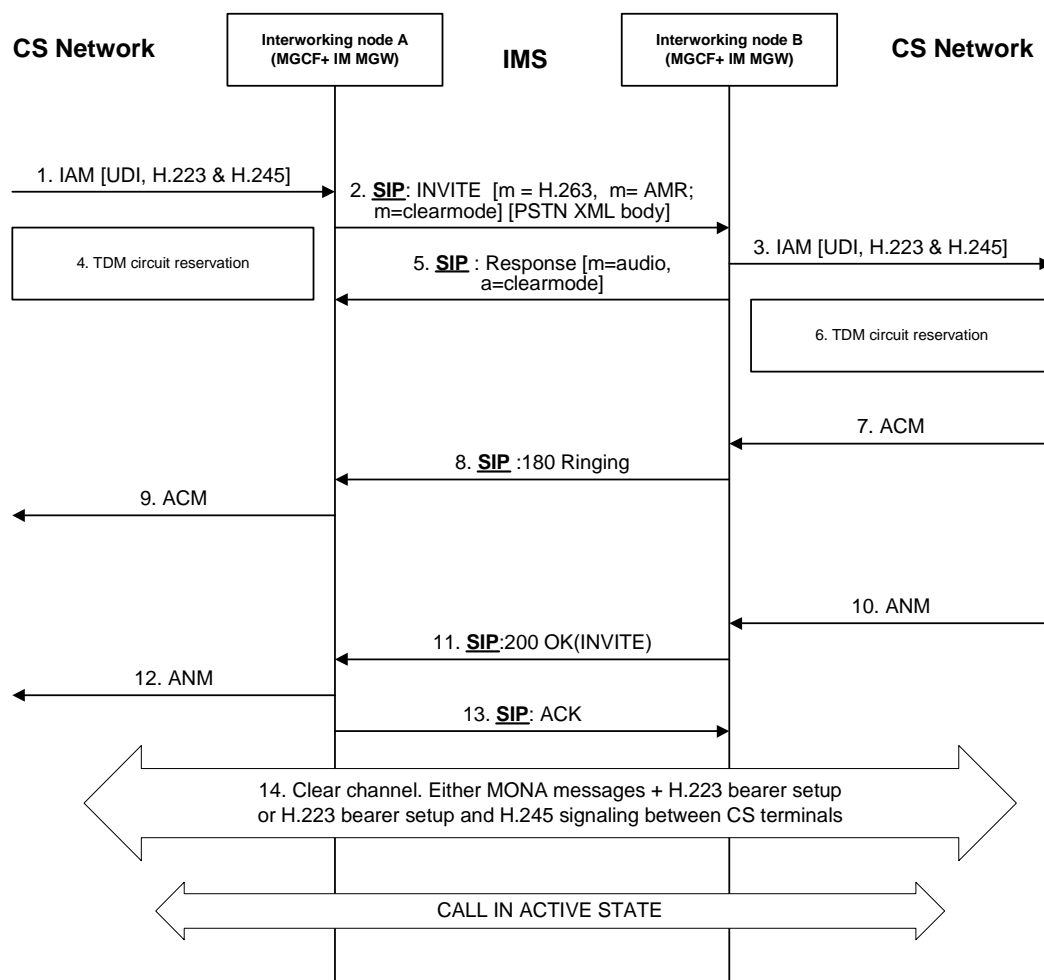 CS Network
Interworking node A
(MGCF+ IM MGW)
IMS
Interworking node B
(MGCF+ IM MGW)
CS Network
1. IAM [UDI, H.223 & H.245]
2. SIP: INVITE [m = H.263, m= AMR;
m=clearmode] [PSTN XML body]
3. IAM [UDI, H.223 & H.245]
4. TDM circuit reservation
5. SIP : Response [m=audio,
a=clearmode]
6. TDM circuit reservation
7. ACM
8. SIP :180 Ringing
9. ACM
10. ANM
11. SIP:200 OK(INVITE)
12. ANM
13. SIP: ACK
14. Clear channel. Either MONA messages + H.223 bearer setup
or H.223 bearer setup and H.245 signaling between CS terminals
CALL IN ACTIVE STATE